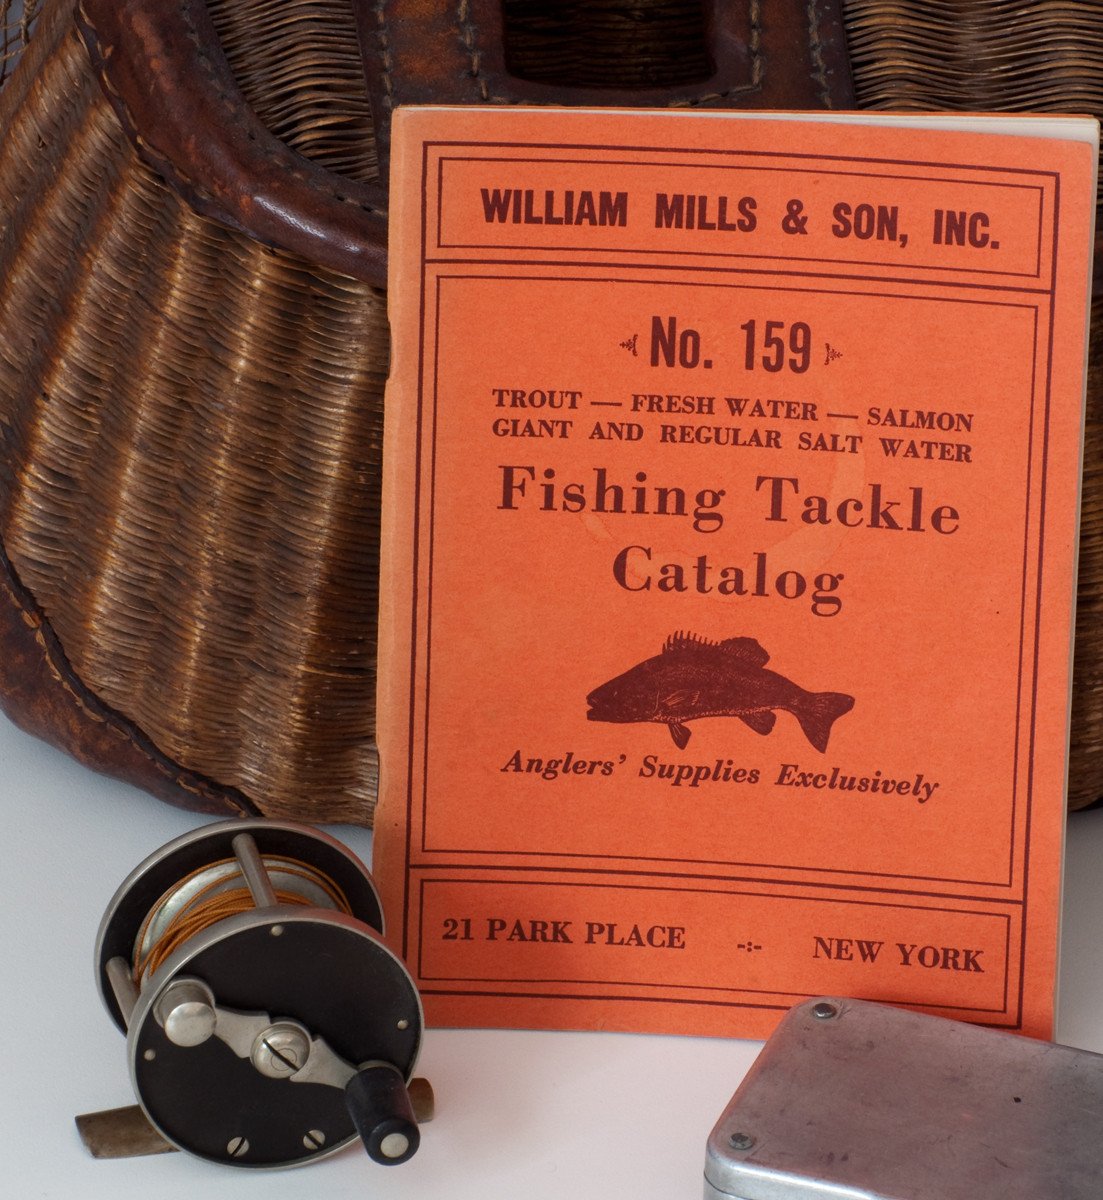 WILLIAM MILLS & SON, INC.
No. 159
TROUT — FRESH WATER — SALMON
GIANT AND REGULAR SALT WATER
Fishing Tackle
Catalog
Anglers' Supplies Exclusively
21 PARK PLACE -:- NEW YORK